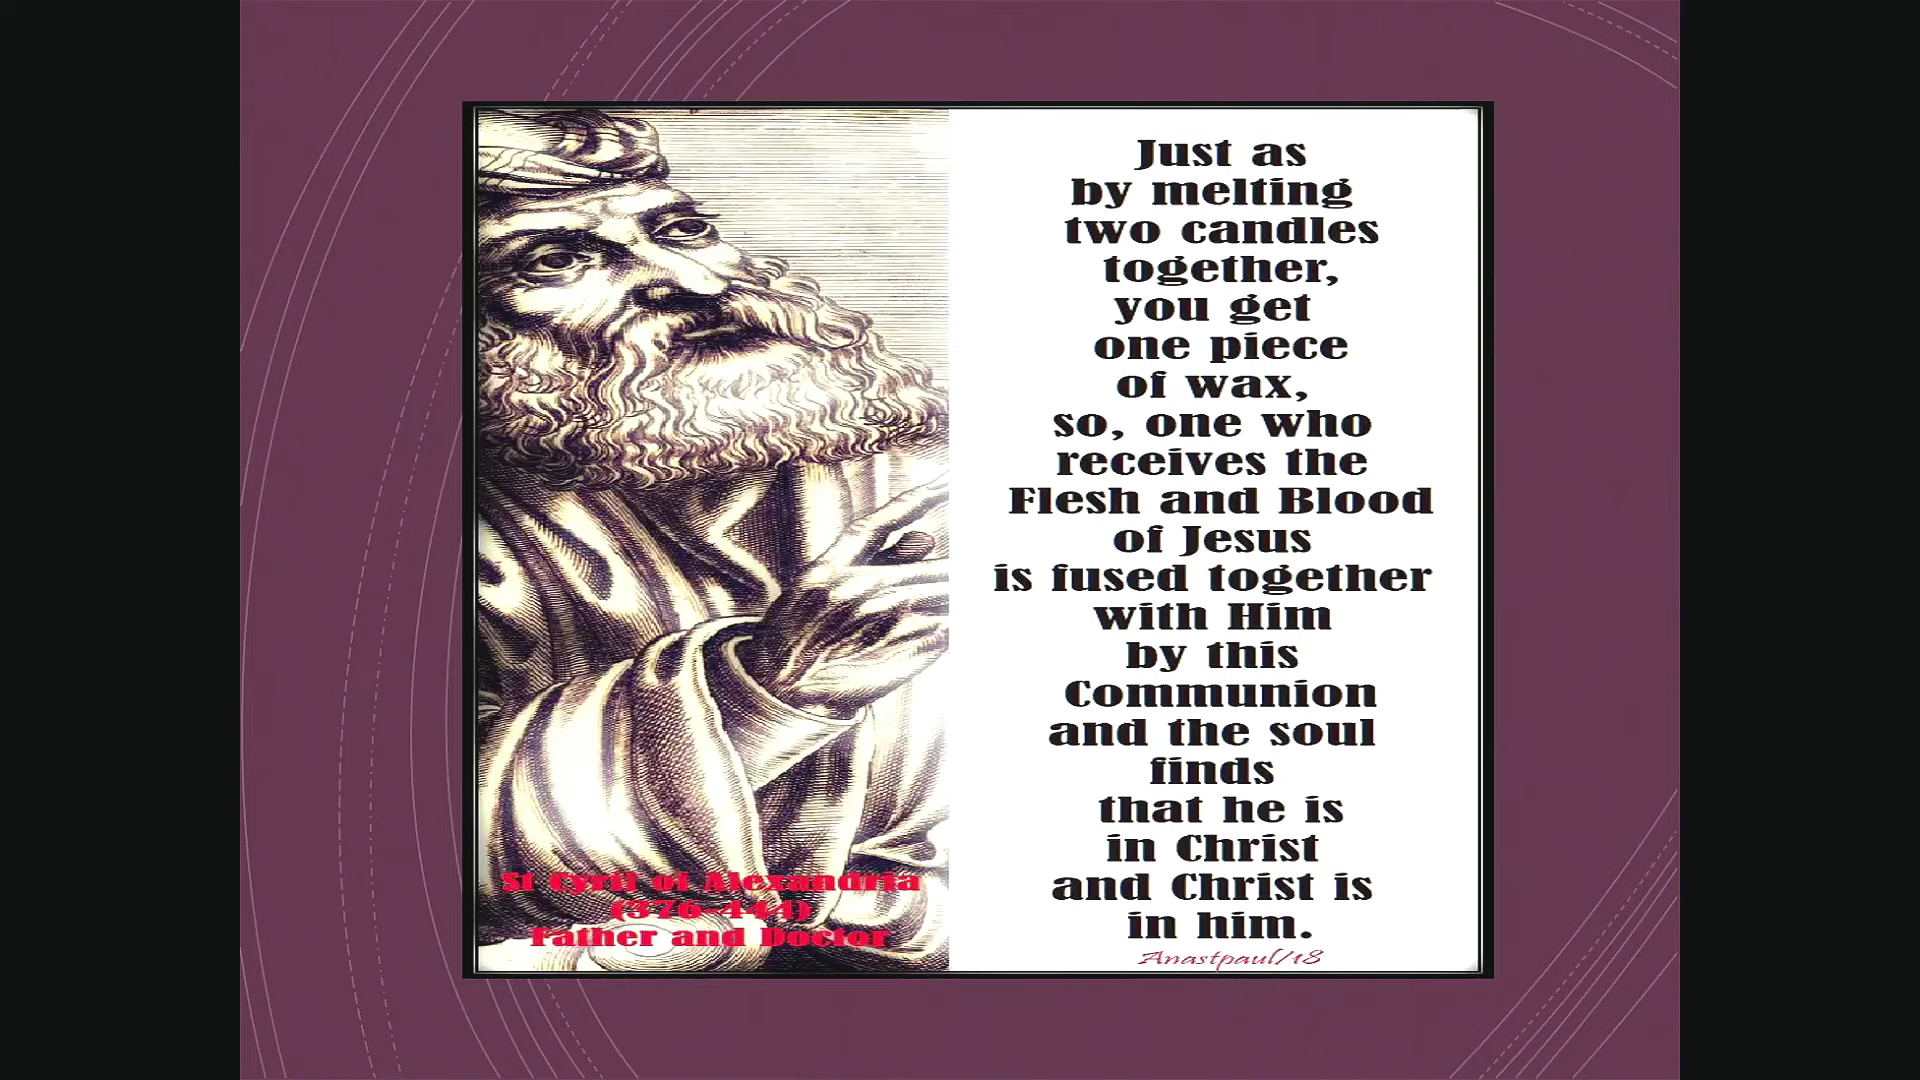 Just as
by melting
two candles
together,
you get
one piece
of wax,
so, one who
receives the
Flesh and Blood
of Jesus
is fused together
with Him
by this
Communion
and the soul
finds
that he is
in Christ
and Christ is
in him.
Anastpaul/18
St Cyril of Alexandria
(376-444)
Father and Doctor